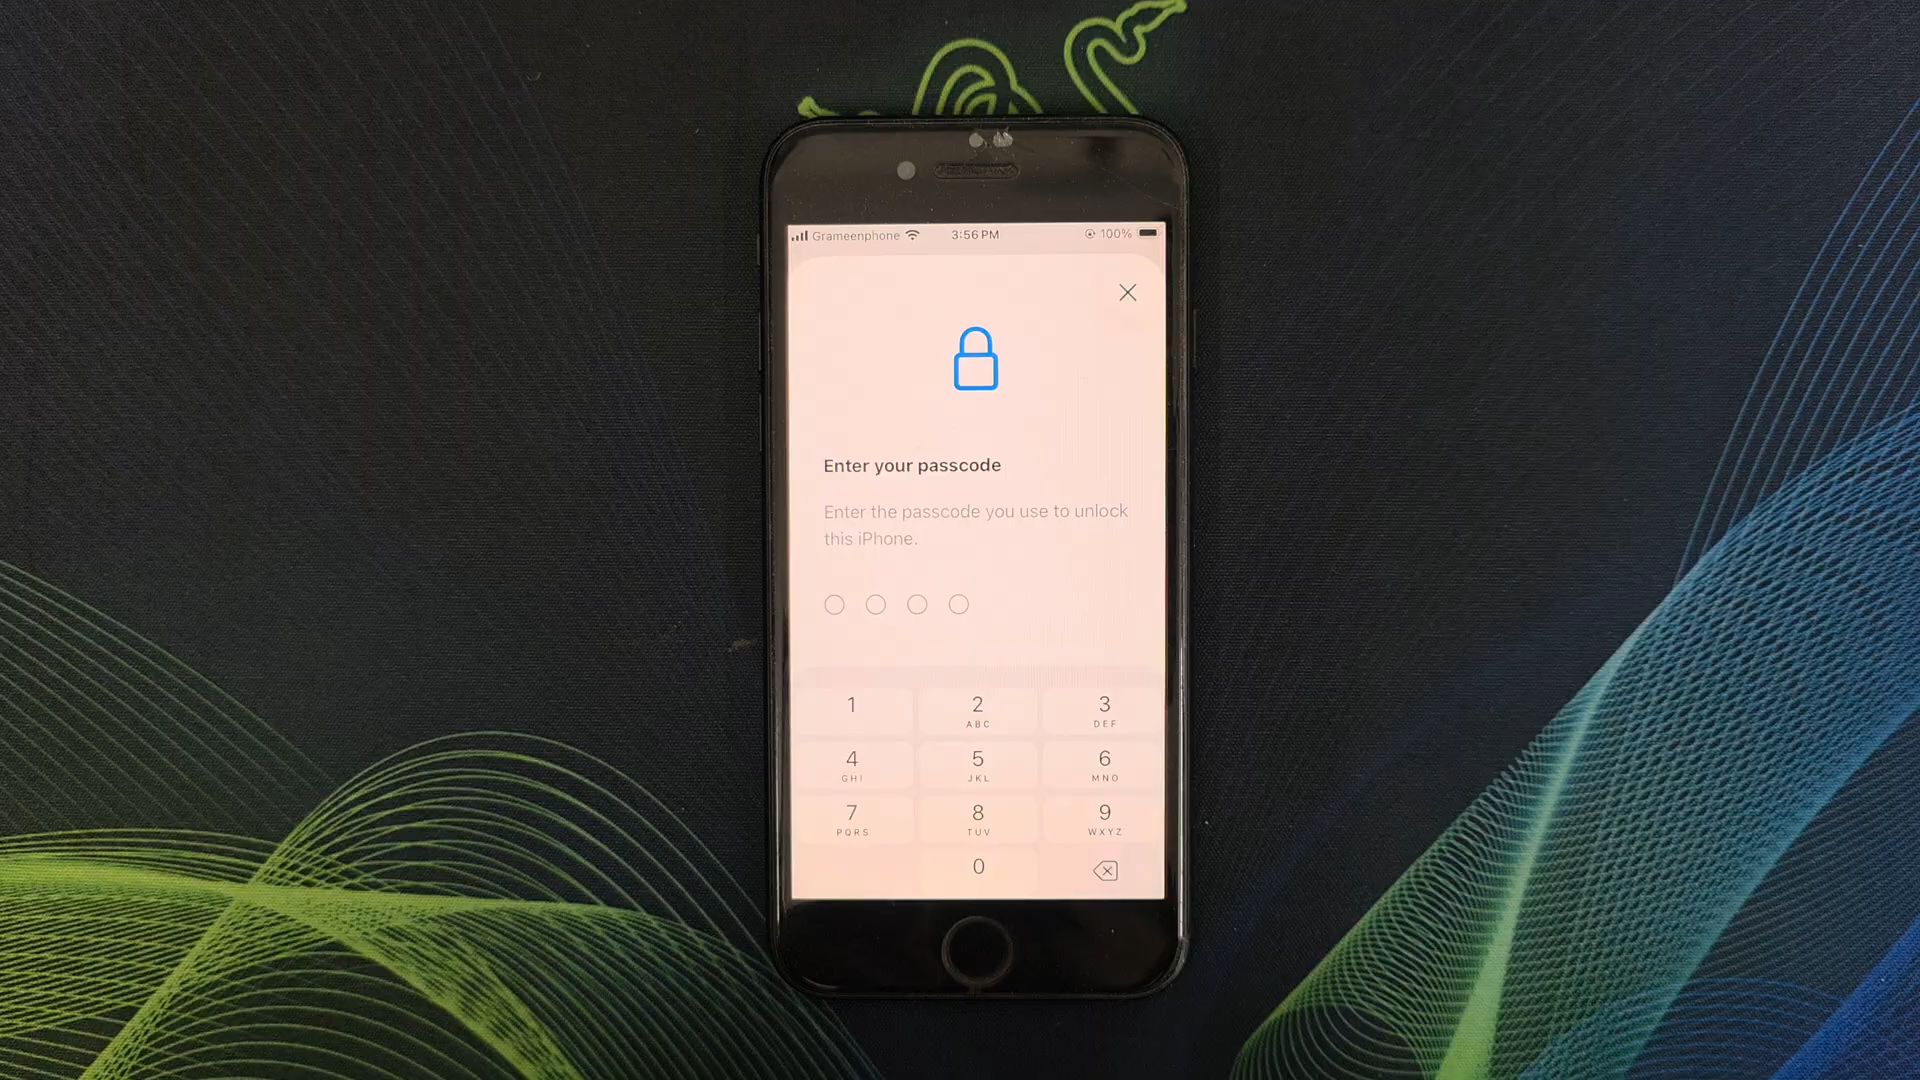 Grameenphone 3:56 PM 100%
Enter your passcode
Enter the passcode you use to unlock
this iPhone.
1 2 3
ABC DEF
4 5 6
GHI JKL MNO
7 8 9
PQRS TUV WXYZ
0